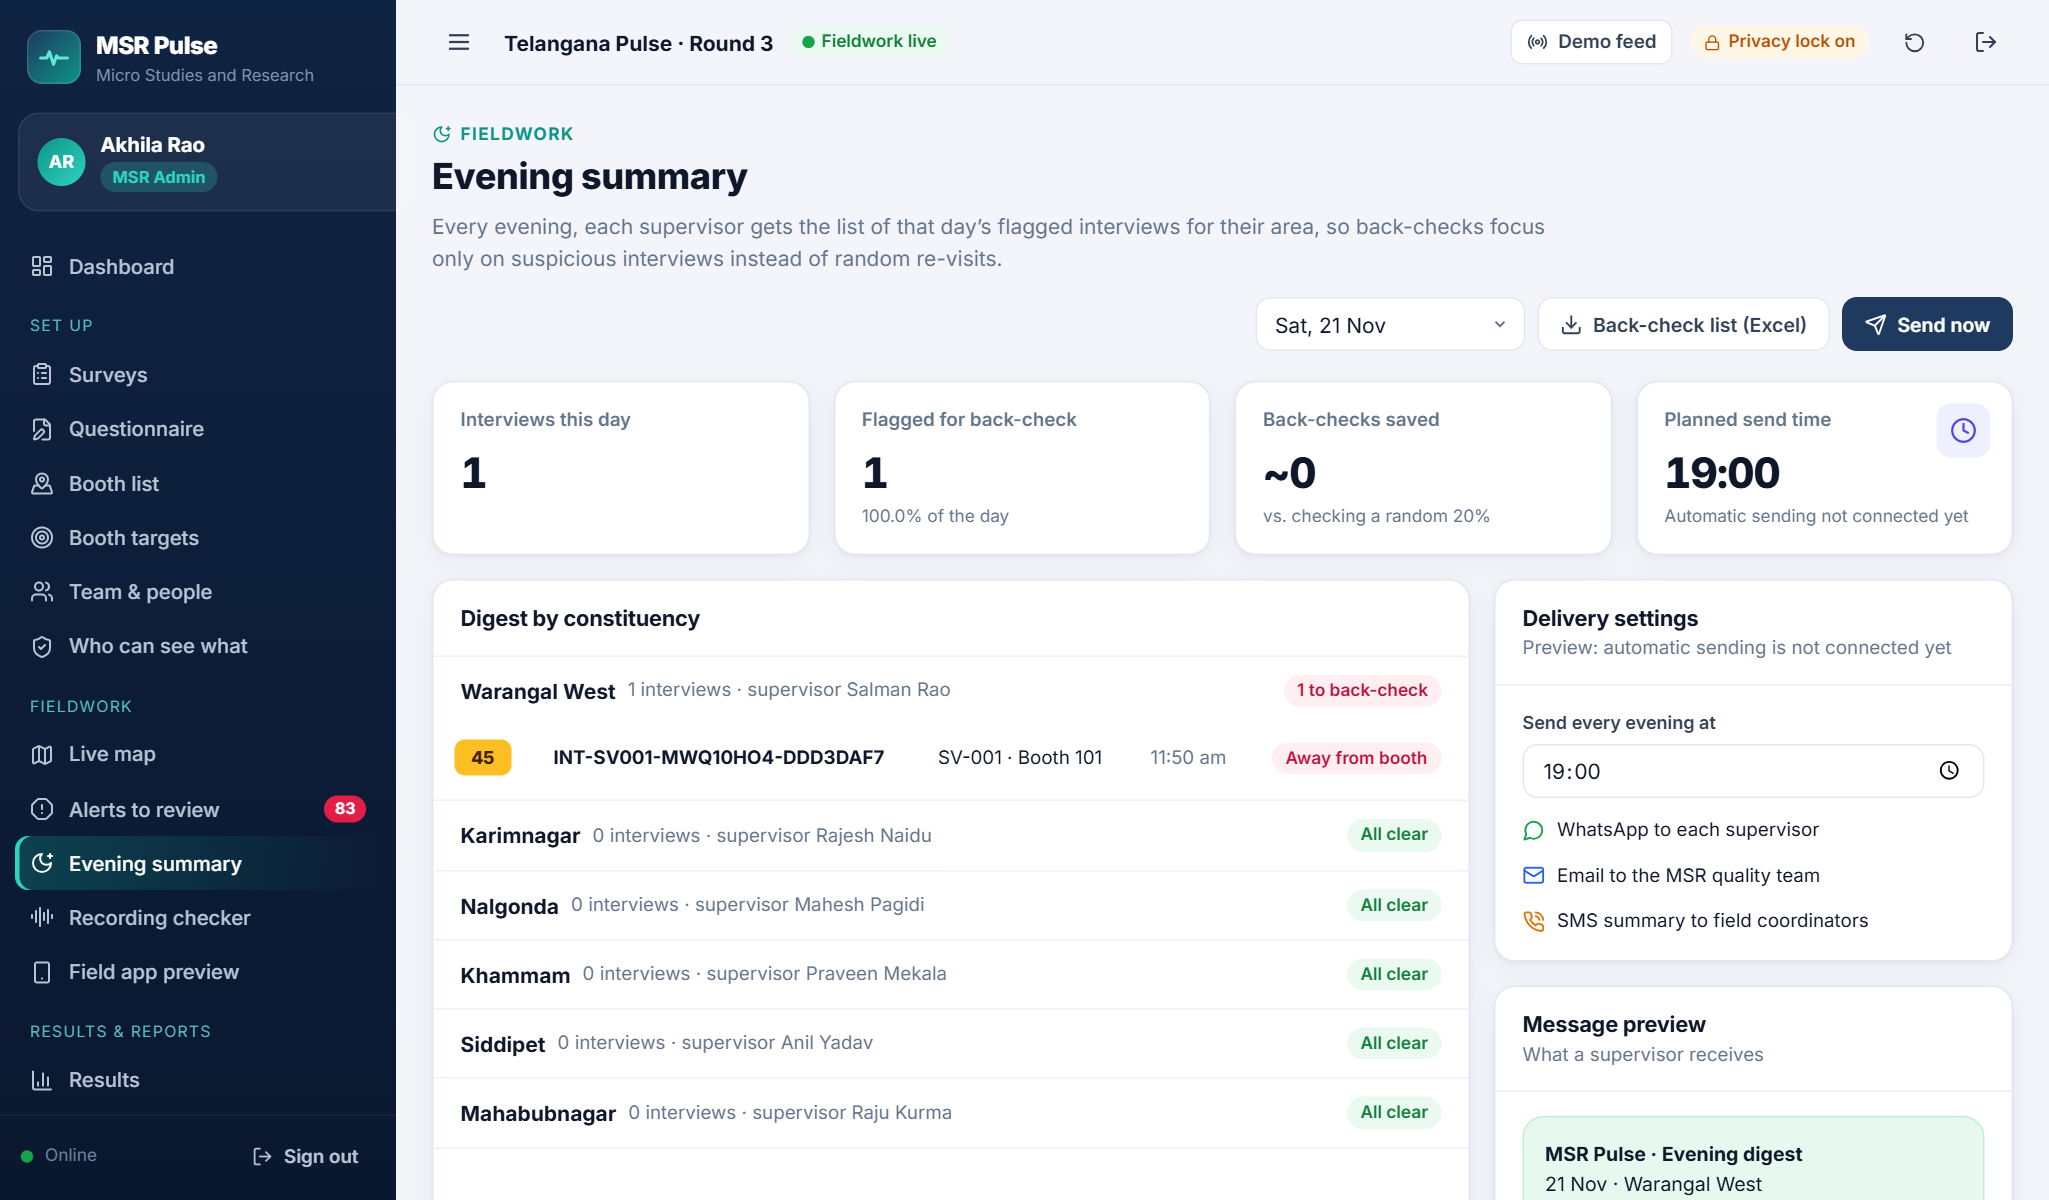 MSR Pulse
Micro Studies and Research
AR
Akhila Rao
MSR Admin
Dashboard
SET UP
Surveys
Questionnaire
Booth list
Booth targets
Team & people
Who can see what
FIELDWORK
Live map
Alerts to review
83
Evening summary
Recording checker
Field app preview
RESULTS & REPORTS
Results
Online
Sign out
Telangana Pulse · Round 3
Fieldwork live
Demo feed
Privacy lock on
FIELDWORK
Evening summary
Every evening, each supervisor gets the list of that day’s flagged interviews for their area, so back-checks focus
only on suspicious interviews instead of random re-visits.
Sat, 21 Nov
Back-check list (Excel)
Send now
Interviews this day
1
Flagged for back-check
1
100.0% of the day
Back-checks saved
~0
vs. checking a random 20%
Planned send time
19:00
Automatic sending not connected yet
Digest by constituency
Warangal West 1 interviews · supervisor Salman Rao 1 to back-check
45 INT-SV001-MWQ10HO4-DDD3DAF7 SV-001 · Booth 101 11:50 am Away from booth
Karimnagar 0 interviews · supervisor Rajesh Naidu All clear
Nalgonda 0 interviews · supervisor Mahesh Pagidi All clear
Khammam 0 interviews · supervisor Praveen Mekala All clear
Siddipet 0 interviews · supervisor Anil Yadav All clear
Mahabubnagar 0 interviews · supervisor Raju Kurma All clear
Delivery settings
Preview: automatic sending is not connected yet
Send every evening at
19:00
WhatsApp to each supervisor
Email to the MSR quality team
SMS summary to field coordinators
Message preview
What a supervisor receives
MSR Pulse · Evening digest
21 Nov · Warangal West